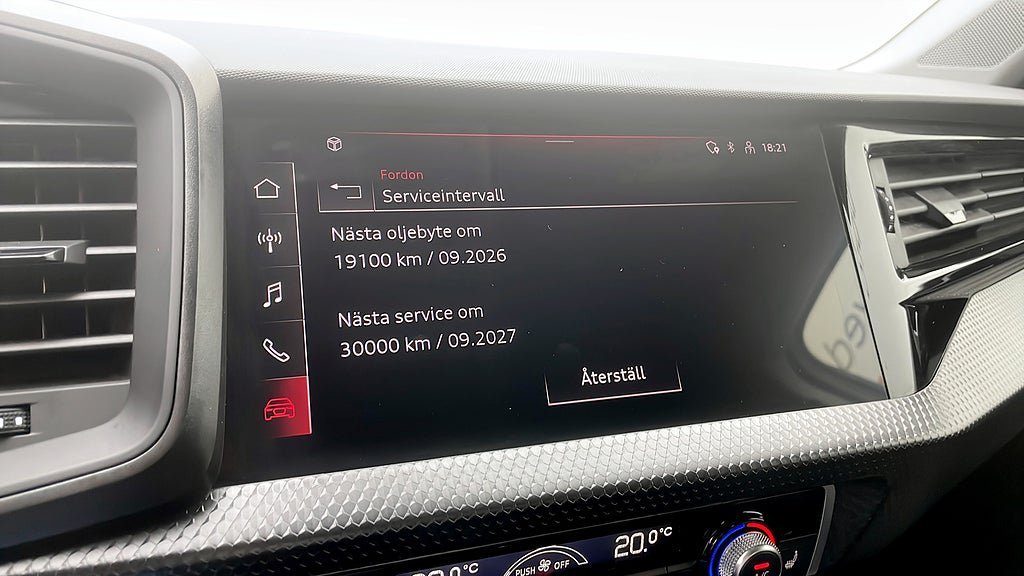 18:21
Fordon
Serviceintervall
Nästa oljebyte om
19100 km / 09.2026
Nästa service om
30000 km / 09.2027
Återställ
20.0°C
PUSH OFF